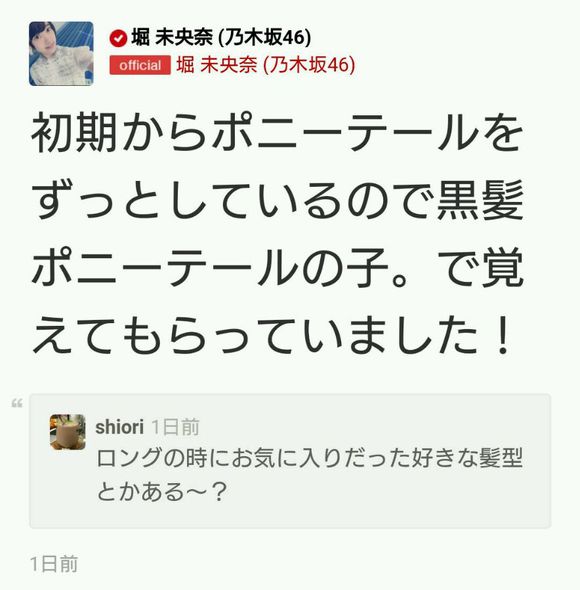 堀 未央奈 (乃木坂46)
official 堀 未央奈 (乃木坂46)
初期からポニーテールを
ずっとしているので黒髪
ポニーテールの子。で覚
えてもらっていました！
❝
shiori 1日前
ロングの時にお気に入りだった好きな髪型
とかある〜？
1日前